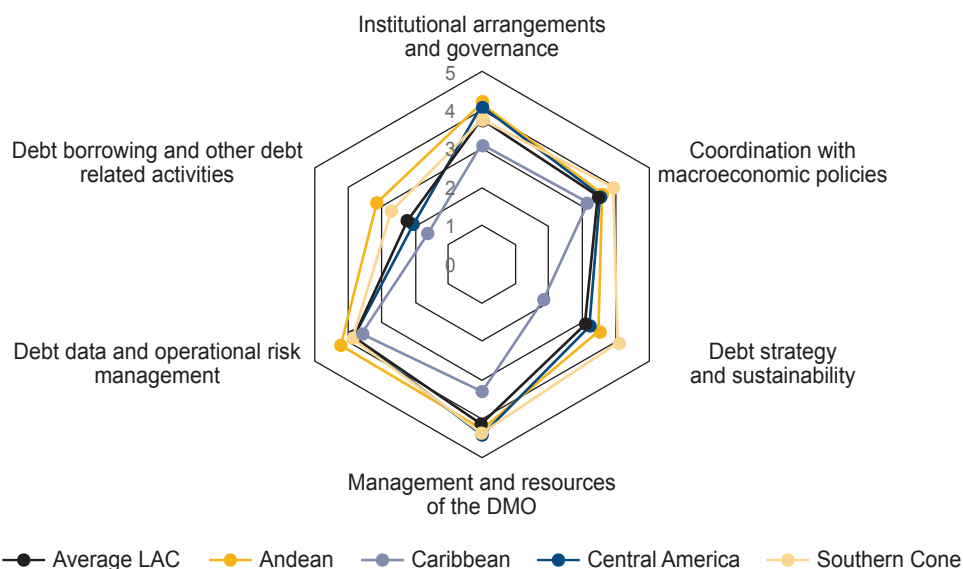 Institutional arrangements
and governance
5
4
3
2
1
0
Debt borrowing and other debt
related activities
Coordination with
macroeconomic policies
Debt data and operational risk
management
Debt strategy
and sustainability
Management and resources
of the DMO
Average LAC Andean Caribbean Central America Southern Cone